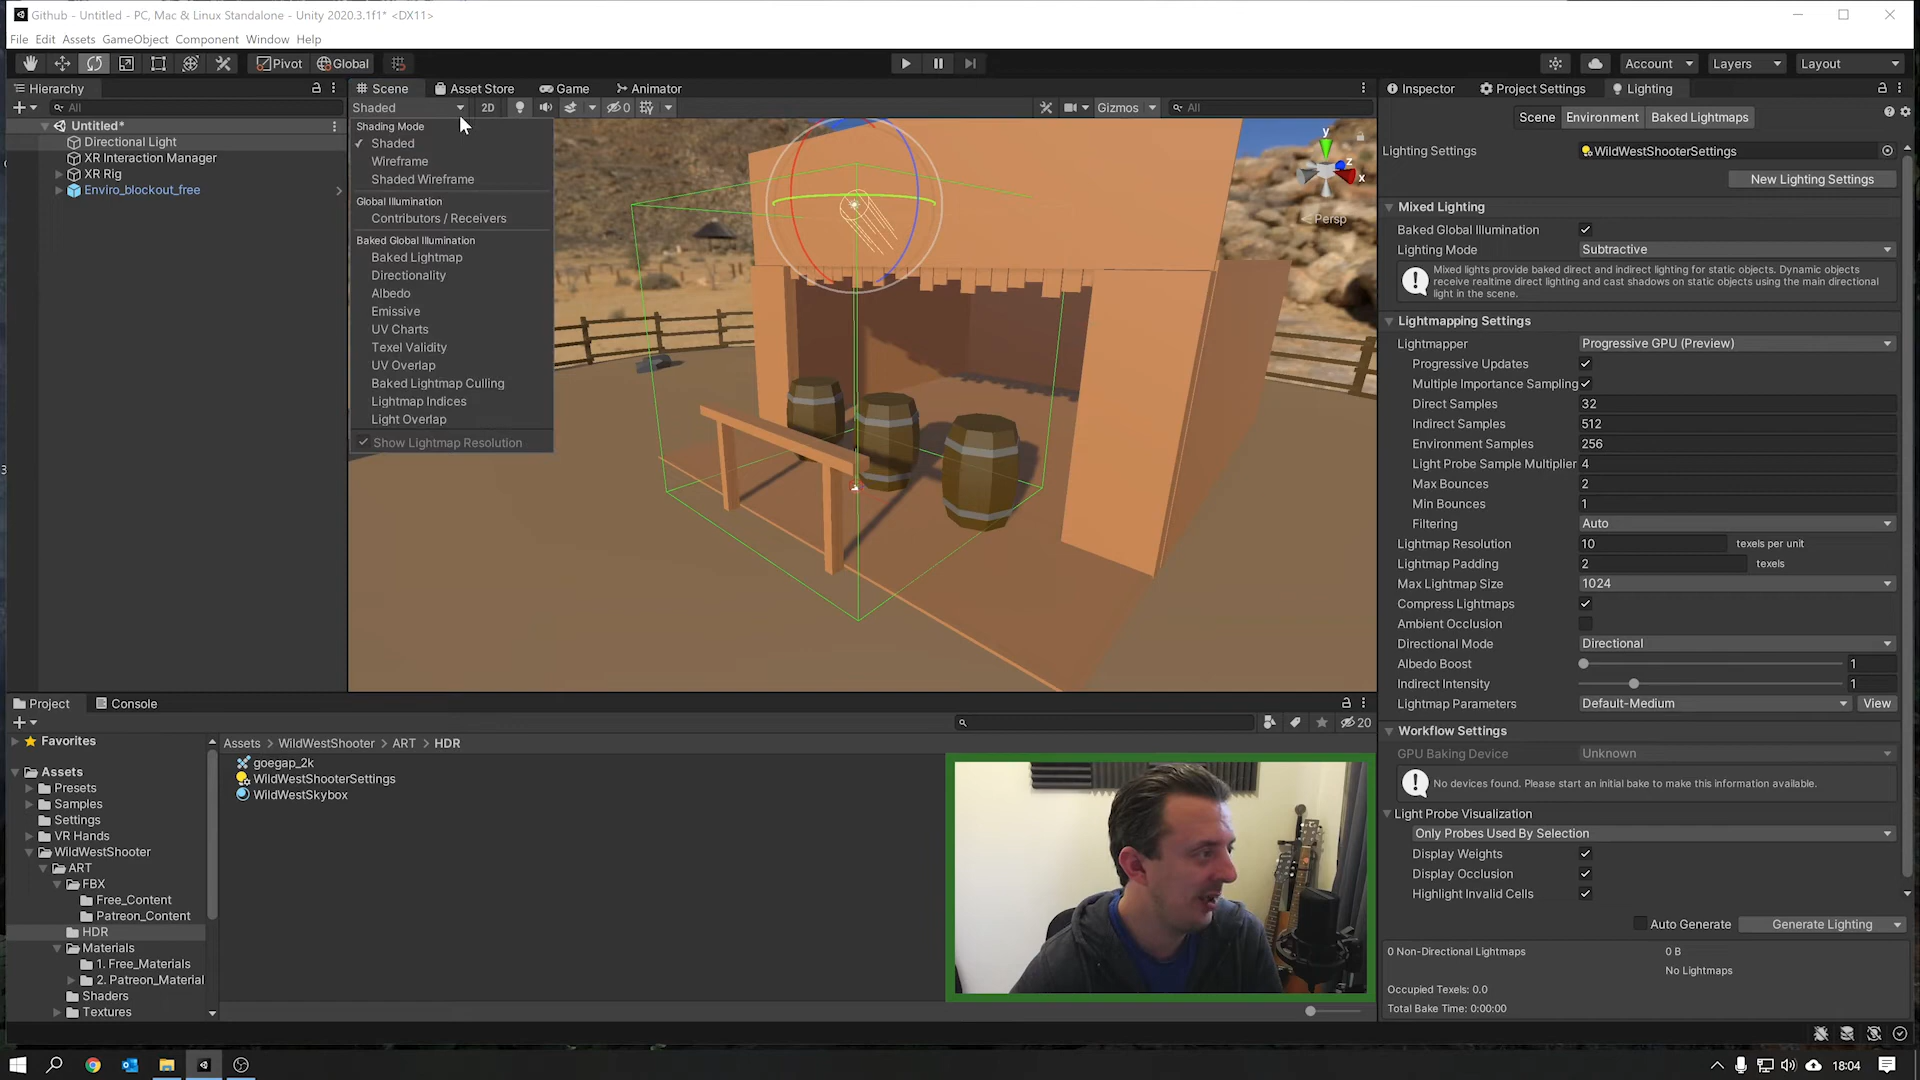 Github - Untitled - PC, Mac & Linux Standalone - Unity 2020.3.1f1* <DX11>
File Edit Assets GameObject Component Window Help
Pivot Global Account Layers Layout
Hierarchy
All
Untitled*
Directional Light
XR Interaction Manager
XR Rig
Enviro_blockout_free
Scene Asset Store Game Animator
Shaded 2D 0 Gizmos All
Shading Mode
Shaded
Wireframe
Shaded Wireframe
Global Illumination
Contributors / Receivers
Baked Global Illumination
Baked Lightmap
Directionality
Albedo
Emissive
UV Charts
Texel Validity
UV Overlap
Baked Lightmap Culling
Lightmap Indices
Light Overlap
Show Lightmap Resolution
y
z
x
Persp
Inspector Project Settings Lighting
Scene Environment Baked Lightmaps
Lighting Settings WildWestShooterSettings
New Lighting Settings
Mixed Lighting
Baked Global Illumination
Lighting Mode Subtractive
Mixed lights provide baked direct and indirect lighting for static objects. Dynamic objects
receive realtime direct lighting and cast shadows on static objects using the main directional
light in the scene.
Lightmapping Settings
Lightmapper Progressive GPU (Preview)
Progressive Updates
Multiple Importance Sampling
Direct Samples 32
Indirect Samples 512
Environment Samples 256
Light Probe Sample Multiplier 4
Max Bounces 2
Min Bounces 1
Filtering Auto
Lightmap Resolution 10 texels per unit
Lightmap Padding 2 texels
Max Lightmap Size 1024
Compress Lightmaps
Ambient Occlusion
Directional Mode Directional
Albedo Boost 1
Indirect Intensity 1
Lightmap Parameters Default-Medium View
Workflow Settings
GPU Baking Device Unknown
No devices found. Please start an initial bake to make this information available.
Light Probe Visualization
Only Probes Used By Selection
Display Weights
Display Occlusion
Highlight Invalid Cells
Auto Generate Generate Lighting
0 Non-Directional Lightmaps 0 B
No Lightmaps
Occupied Texels: 0.0
Total Bake Time: 0:00:00
Project Console
20
Favorites
Assets
Presets
Samples
Settings
VR Hands
WildWestShooter
ART
FBX
Free_Content
Patreon_Content
HDR
Materials
1. Free_Materials
2. Patreon_Material
Shaders
Textures
Assets > WildWestShooter > ART > HDR
goegap_2k
WildWestShooterSettings
WildWestSkybox
18:04